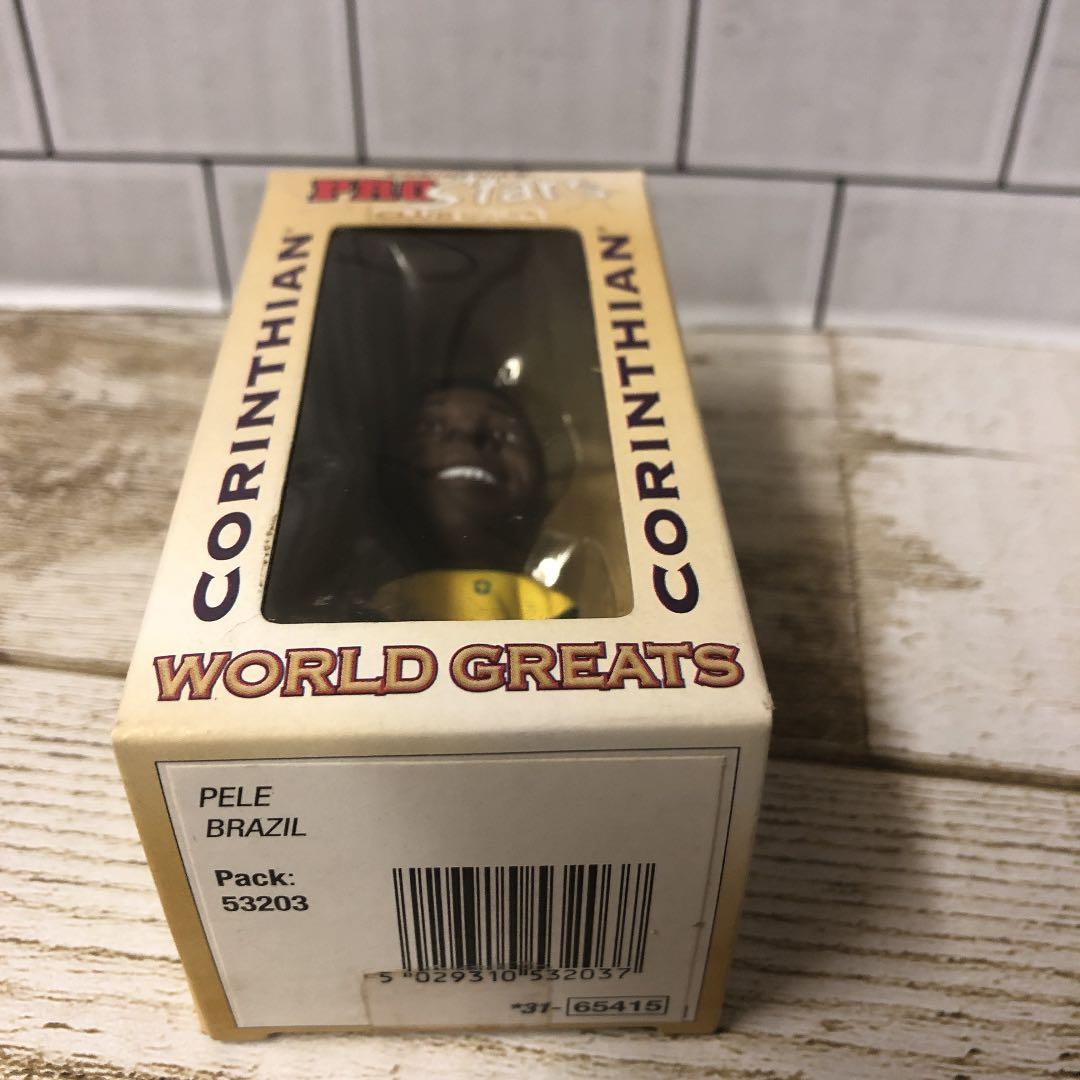 PRO Stars
CORINTHIAN
CORINTHIAN
WORLD GREATS
PELE
BRAZIL
Pack:
53203
5 029310 532037
*31- 65415